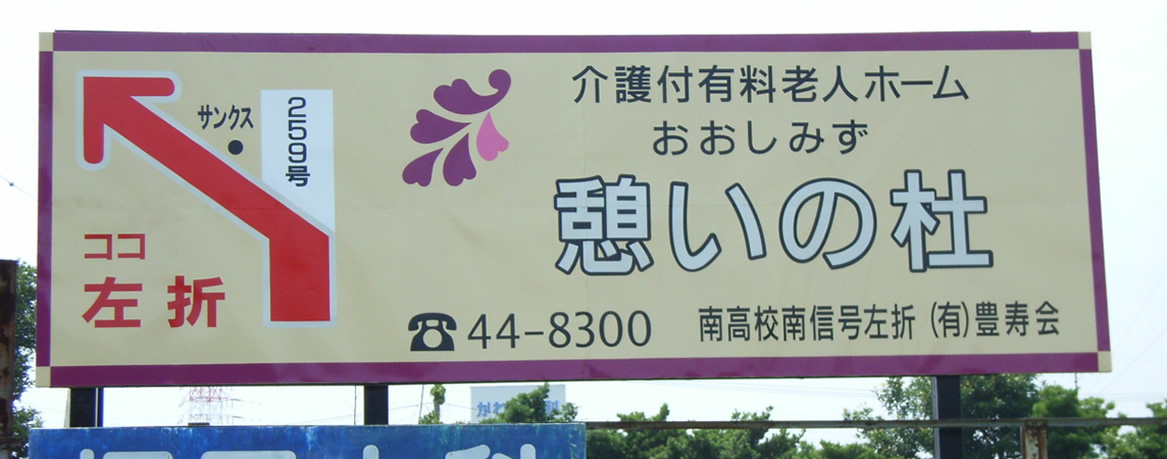 サンクス
259号
ココ
左折
介護付有料老人ホーム
おおしみず
憩いの杜
☎44-8300
南高校南信号左折 (有)豊寿会